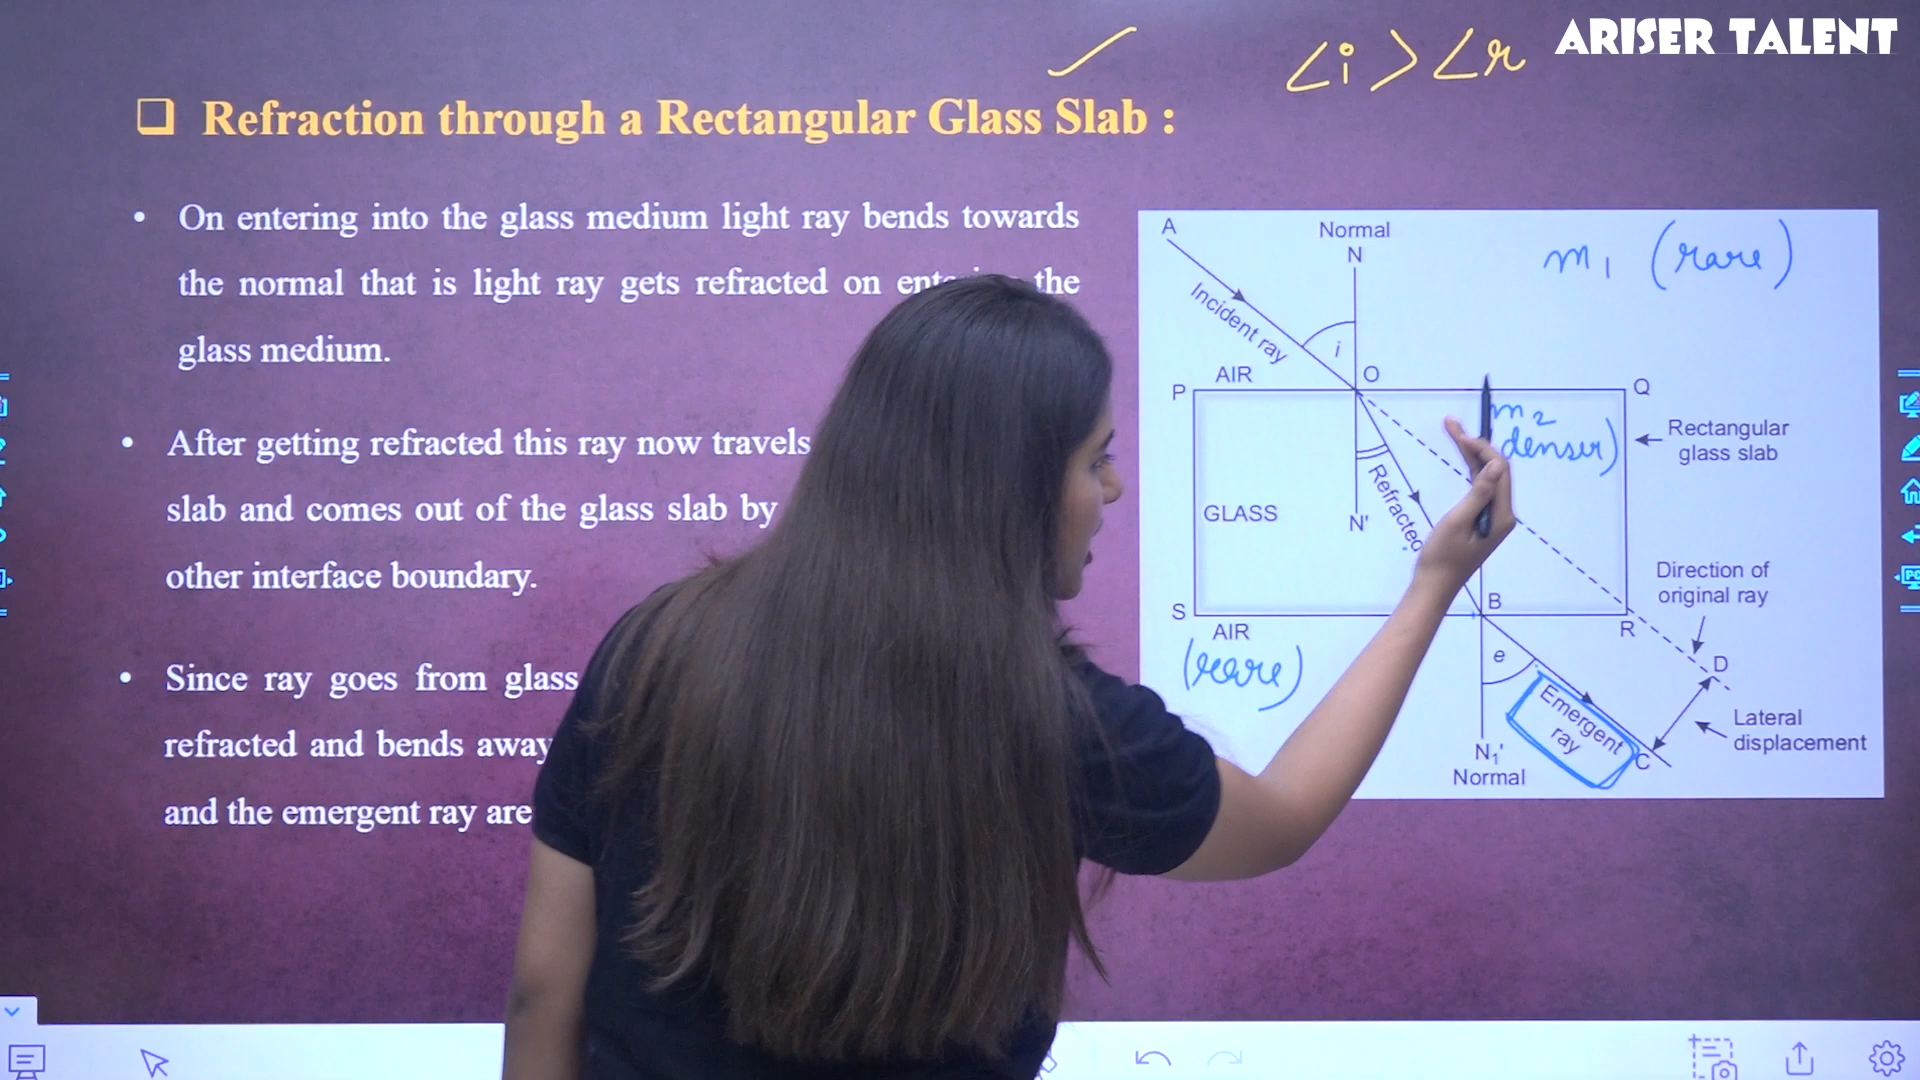 ARISER TALENT
<i > <r
Refraction through a Rectangular Glass Slab :
• On entering into the glass medium light ray bends towards
the normal that is light ray gets refracted on the
glass medium.
• After getting refracted this ray now travels
slab and comes out of the glass slab by
other interface boundary.
• Since ray goes from glass
refracted and bends away
and the emergent ray are
A
Normal
N
m1 (rare)
Incident ray
i
AIR
O
P
Q
m2
denser)
Rectangular
glass slab
GLASS
N'
Refracted
Direction of
original ray
S
B
R
AIR
(rare)
e
D
Emergent
ray
Lateral
displacement
C
N1'
Normal